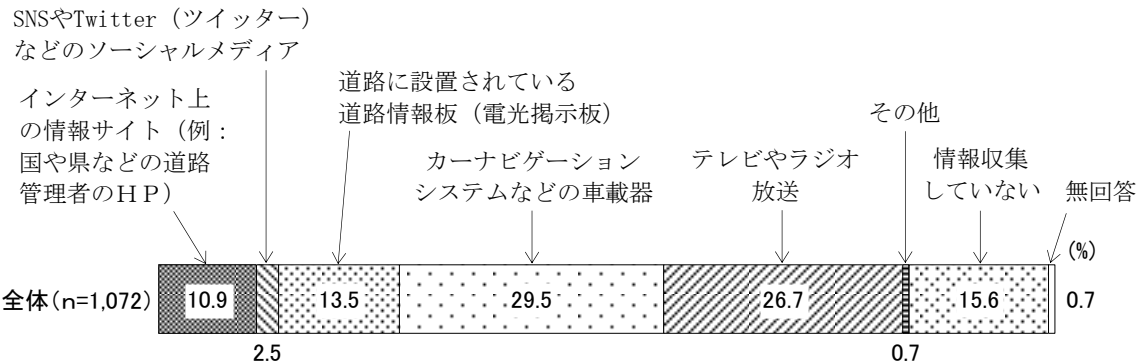 SNSやTwitter（ツイッター）
などのソーシャルメディア
インターネット上
の情報サイト（例：
国や県などの道路
管理者のＨＰ）
道路に設置されている
道路情報板（電光掲示板）
カーナビゲーション
システムなどの車載器
テレビやラジオ
放送
その他
情報収集
していない
無回答
(%)
全体(n=1,072)
10.9
2.5
13.5
29.5
26.7
0.7
15.6
0.7